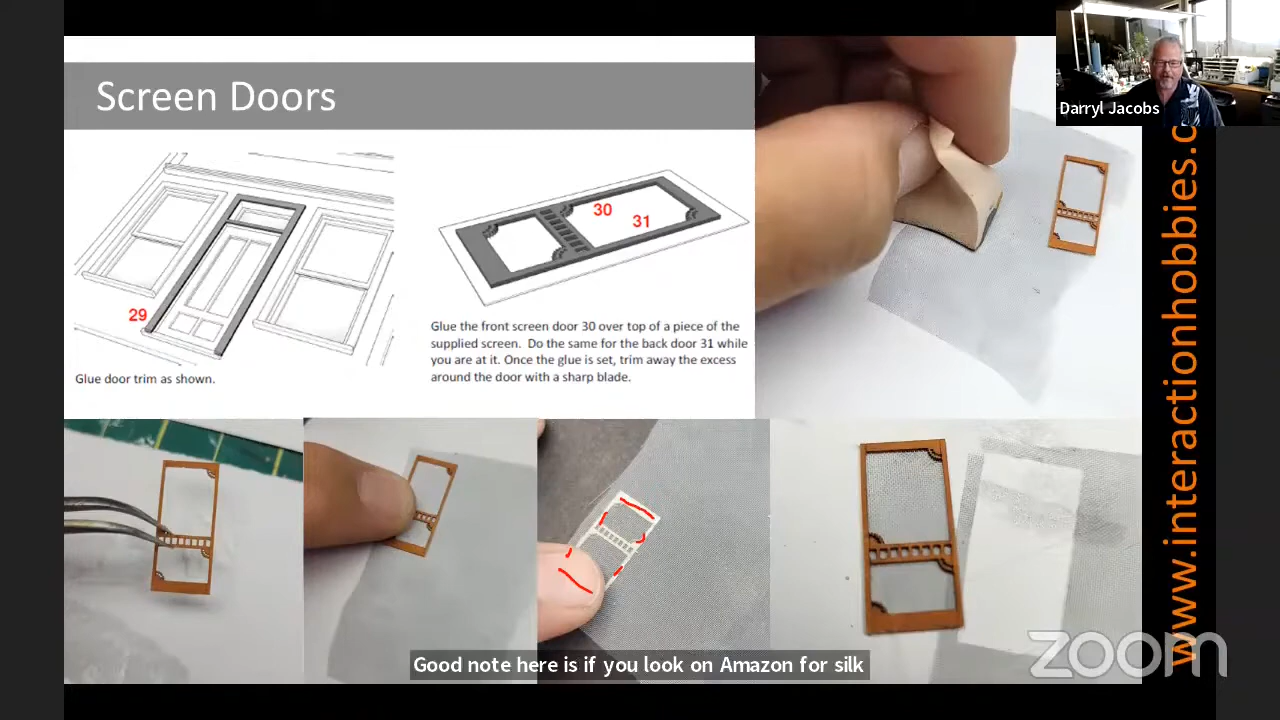 Screen Doors
Darryl Jacobs
30
31
29
Glue door trim as shown.
Glue the front screen door 30 over top of a piece of the
supplied screen. Do the same for the back door 31 while
you are at it. Once the glue is set, trim away the excess
around the door with a sharp blade.
www.interactionhobbies.c
Good note here is if you look on Amazon for silk
zoom